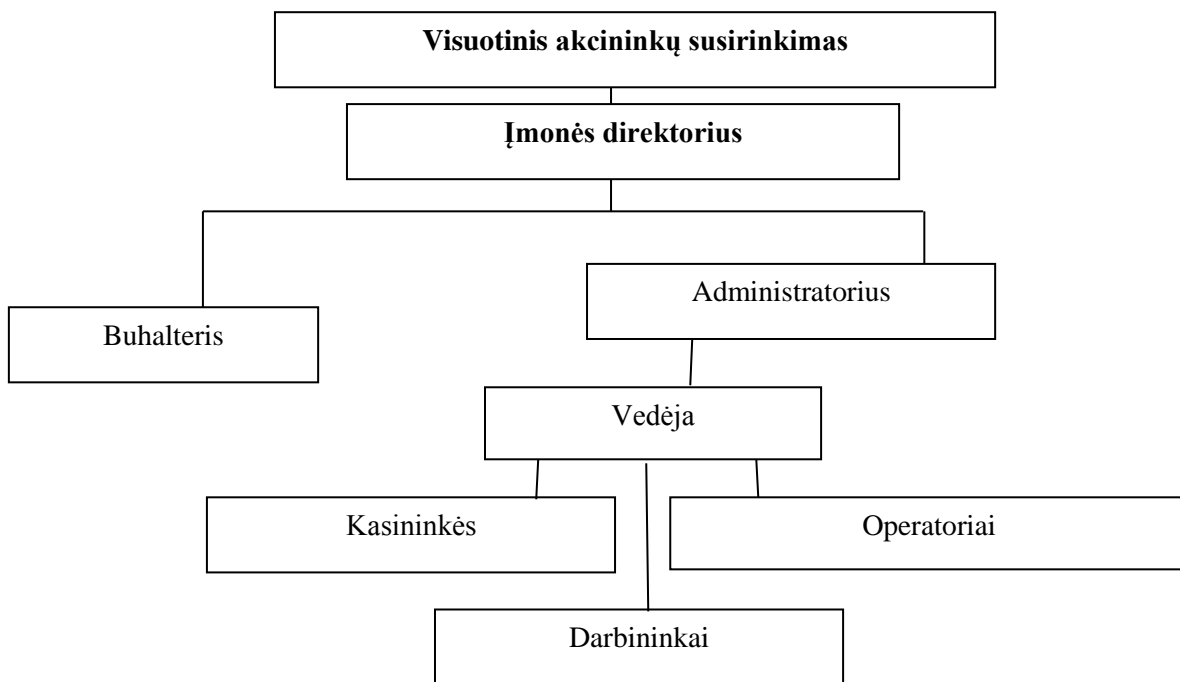 Visuotinis akcininkų susirinkimas
Įmonės direktorius
Administratorius
Buhalteris
Vedėja
Kasininkės
Operatoriai
Darbininkai